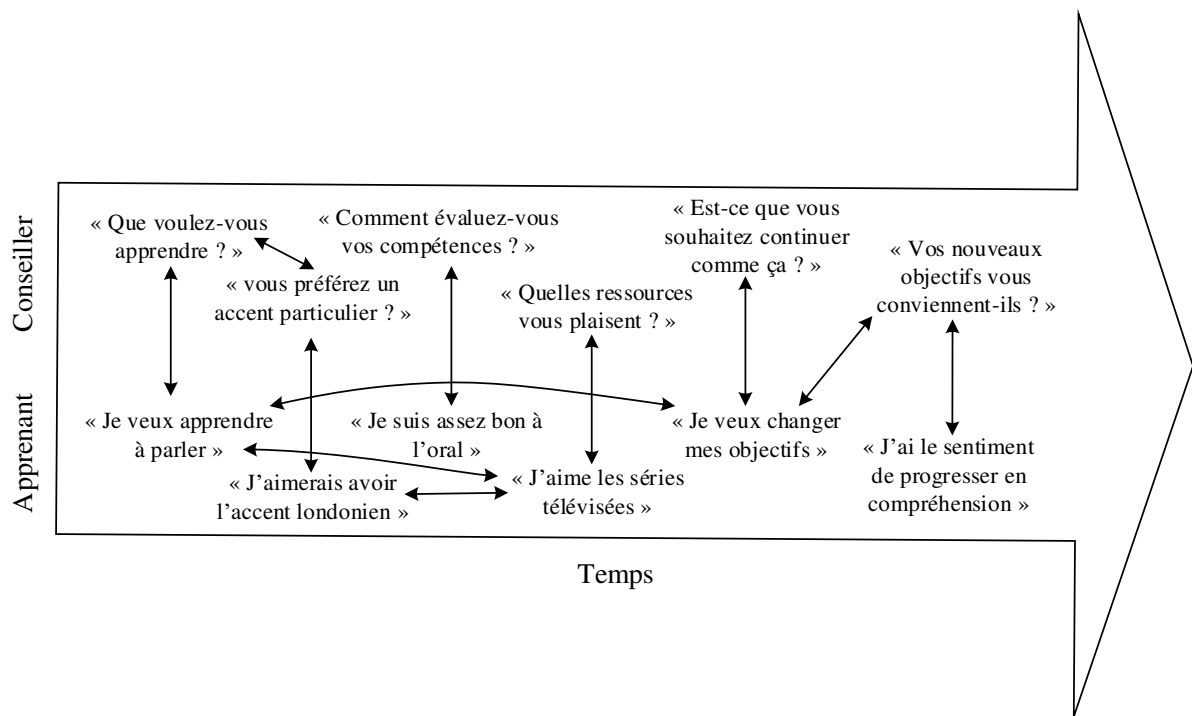 Conseiller
« Que voulez-vous
apprendre ? »
« vous préférez un
accent particulier ? »
« Comment évaluez-vous
vos compétences ? »
« Quelles ressources
vous plaisent ? »
« Est-ce que vous
souhaitez continuer
comme ça ? »
« Vos nouveaux
objectifs vous
conviennent-ils ? »
Apprenant
« Je veux apprendre
à parler »
« J’aimerais avoir
l’accent londonien »
« Je suis assez bon à
l’oral »
« J’aime les séries
télévisées »
« Je veux changer
mes objectifs »
« J’ai le sentiment
de progresser en
compréhension »
Temps